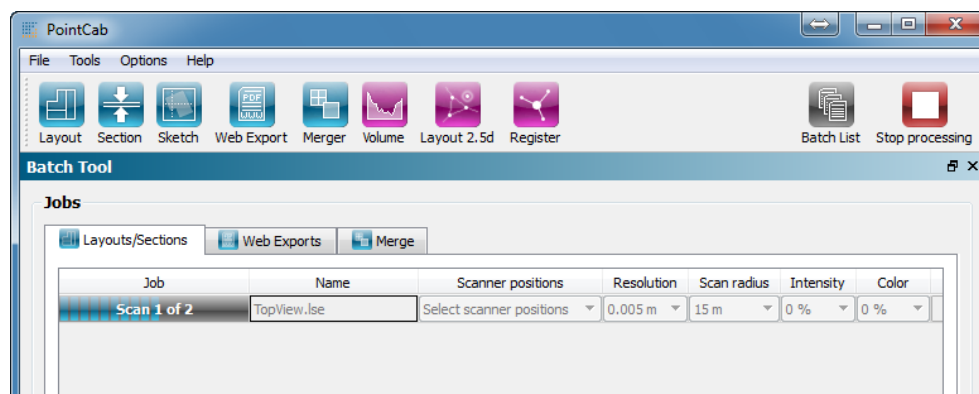 PointCab
File Tools Options Help
PDF
Layout Section Sketch Web Export Merger Volume Layout 2.5d Register Batch List Stop processing
Batch Tool
Jobs
Layouts/Sections Web Exports Merge
Job Name Scanner positions Resolution Scan radius Intensity Color
Scan 1 of 2 TopView.lse Select scanner positions 0.005 m 15 m 0 % 0 %